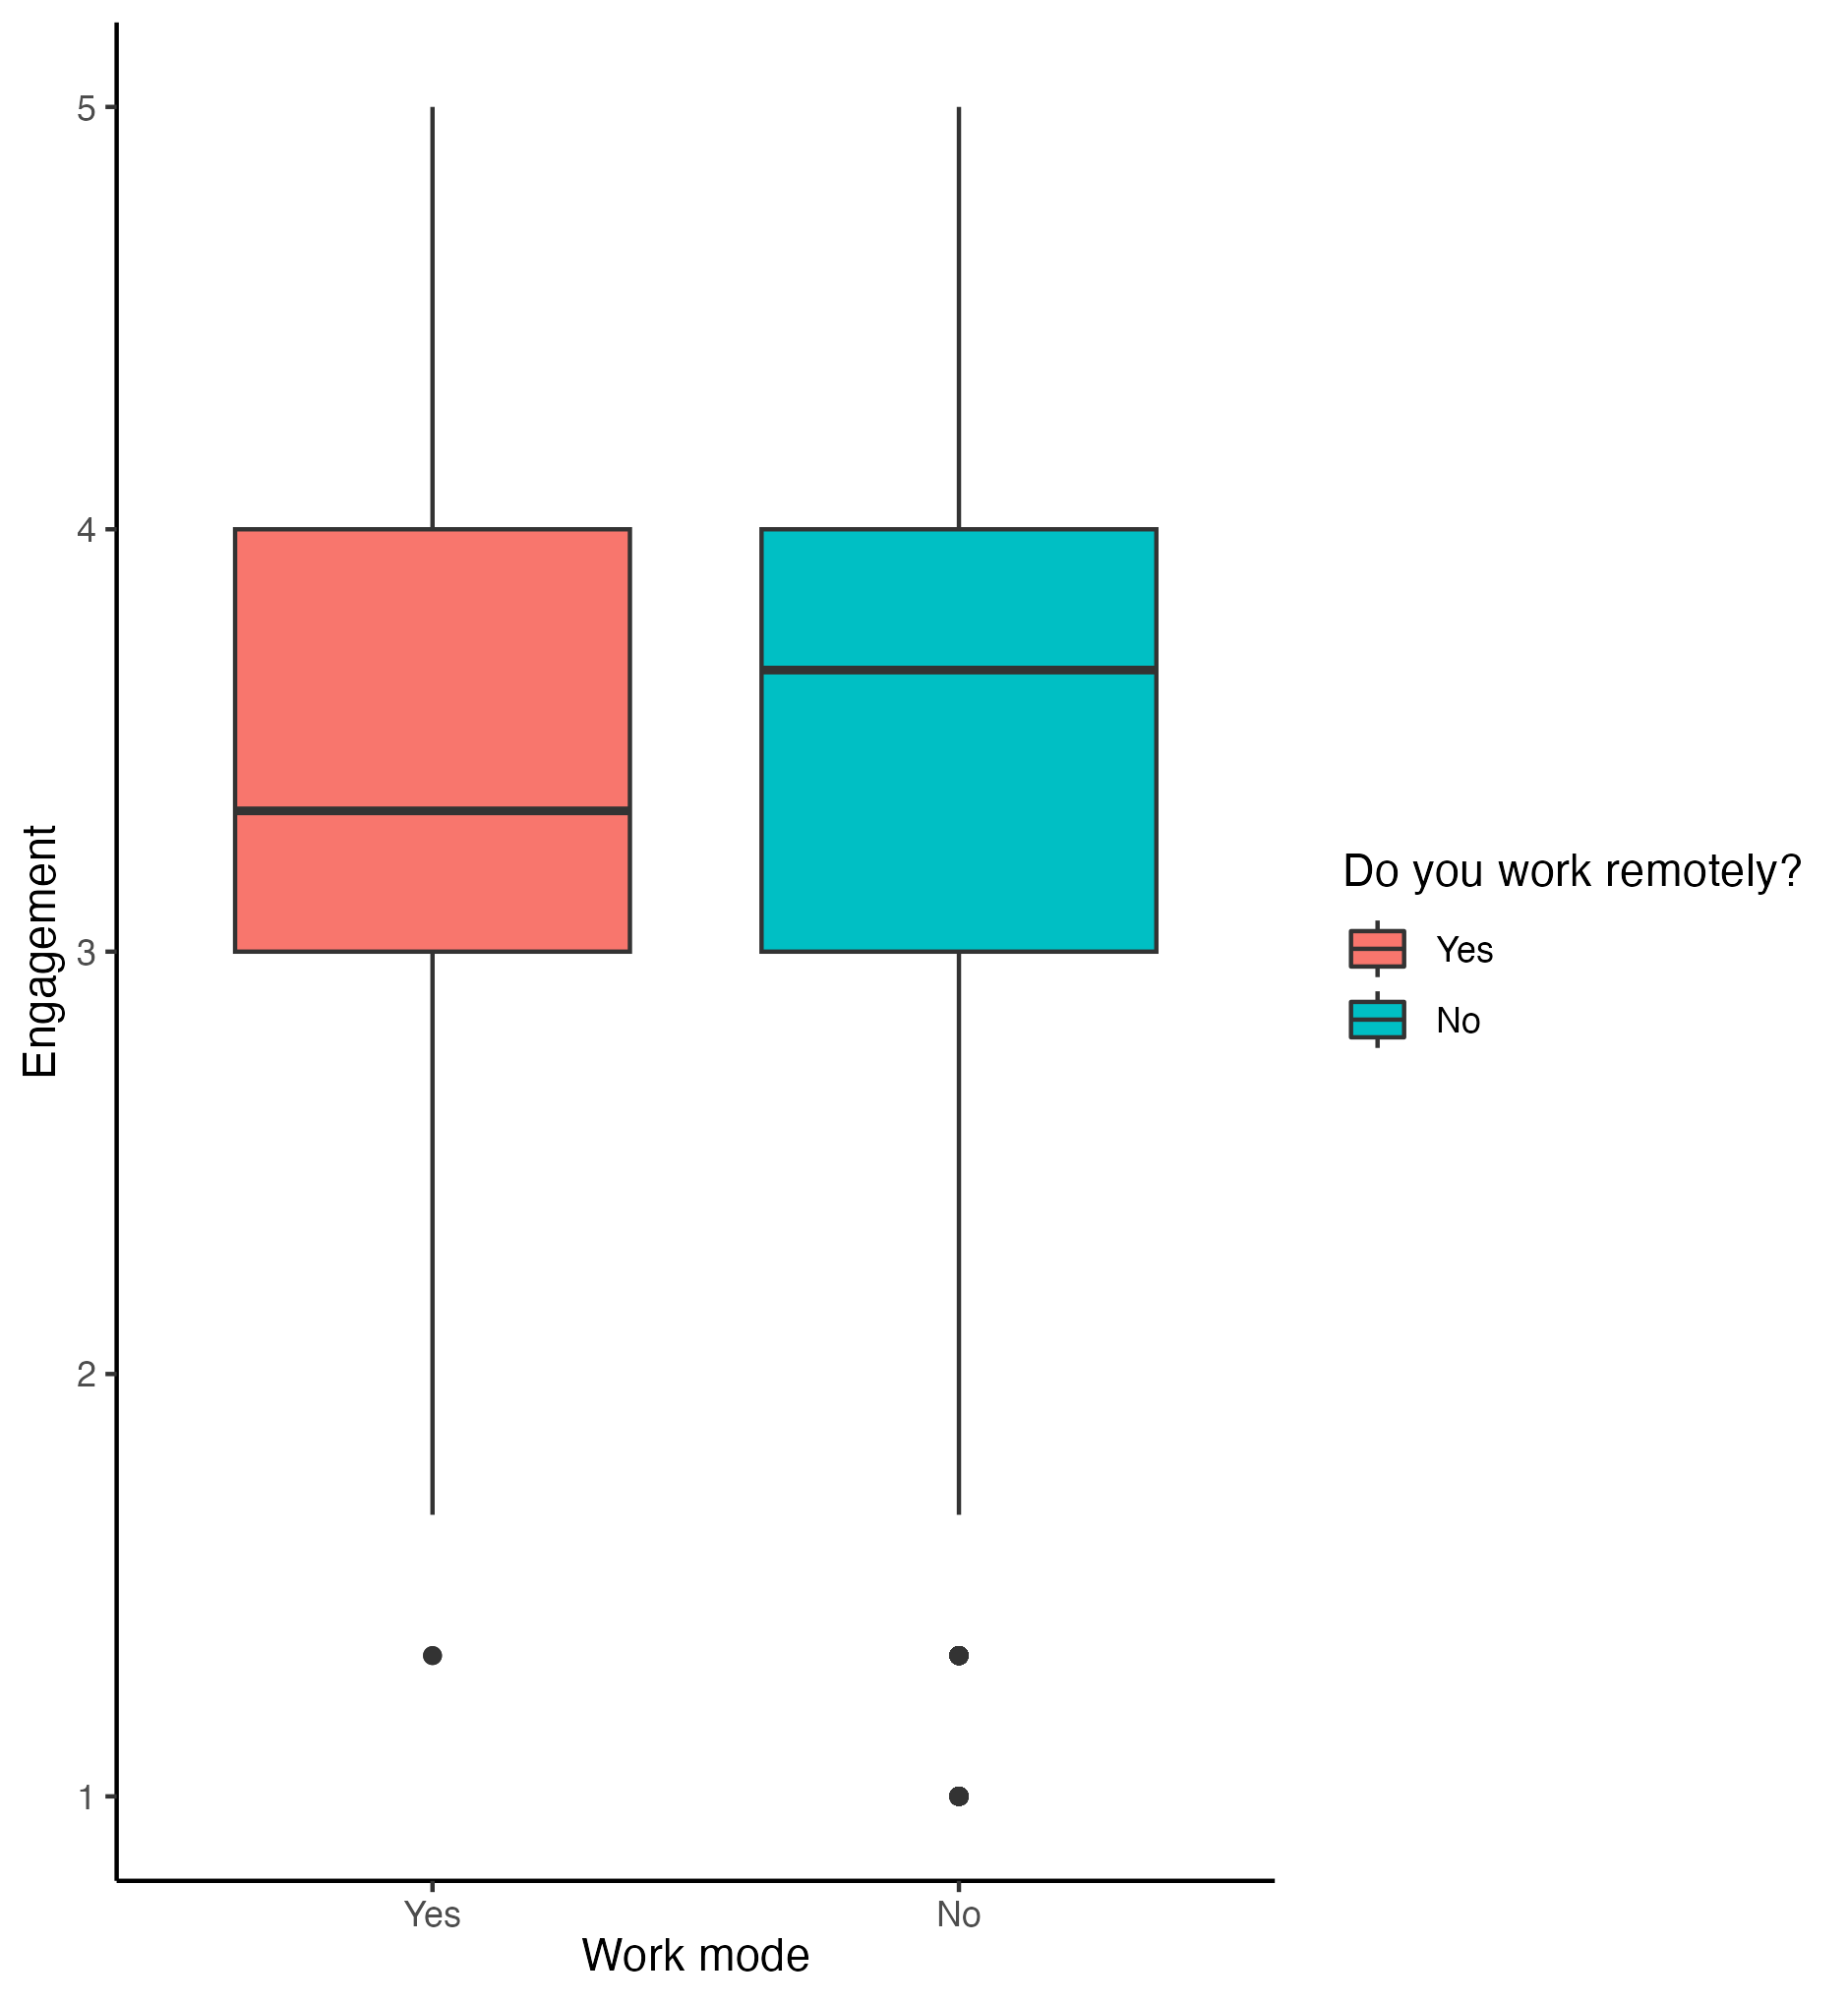 5
4
3
2
1
Engagement
Yes
No
Work mode
Do you work remotely?
Yes
No